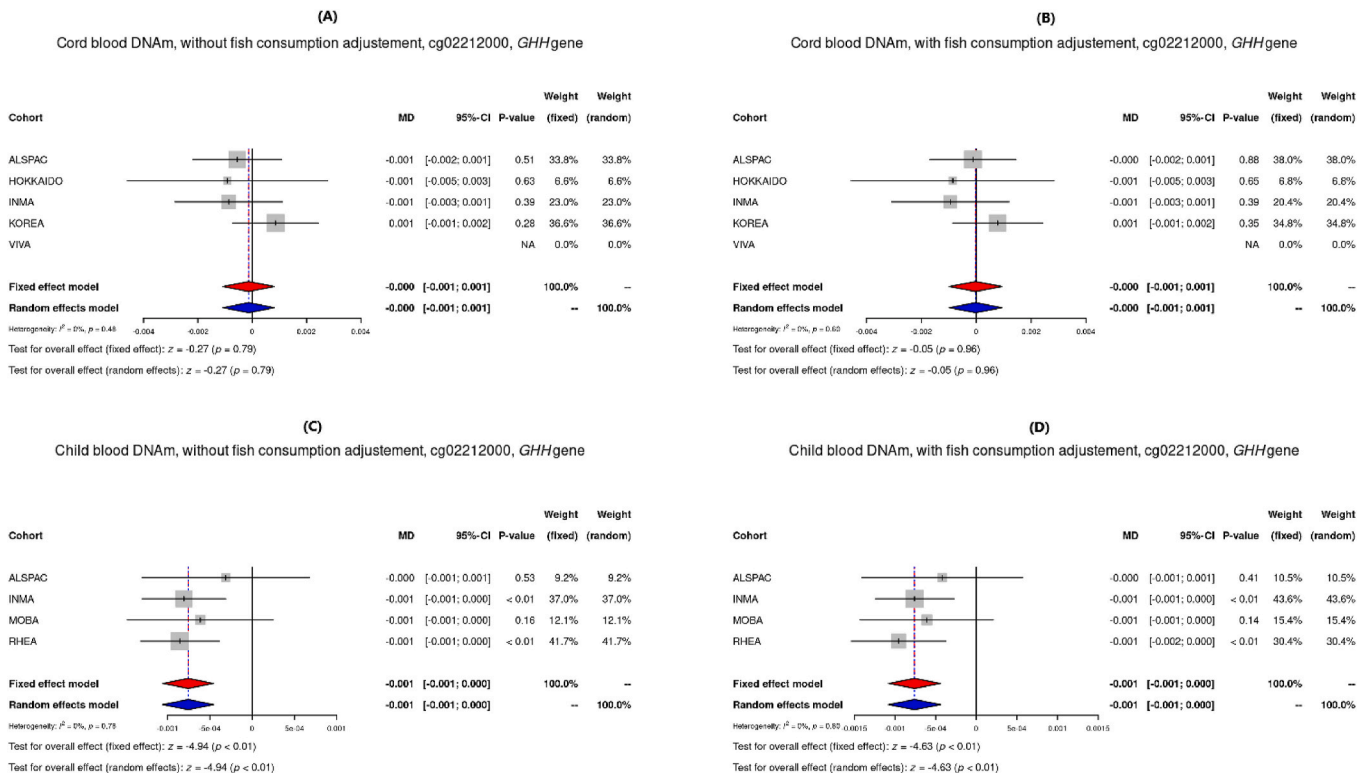 (A)
Cord blood DNAm, without fish consumption adjustement, cg02212000, GHH gene
Weight Weight
Cohort MD 95%-CI P-value (fixed) (random)
ALSPAC -0.001 [-0.002; 0.001] 0.51 33.8% 33.8%
HOKKAIDO -0.001 [-0.005; 0.003] 0.63 6.6% 6.6%
INMA -0.001 [-0.003; 0.001] 0.39 23.0% 23.0%
KOREA 0.001 [-0.001; 0.002] 0.28 36.6% 36.6%
VIVA NA 0.0% 0.0%
Fixed effect model -0.000 [-0.001; 0.001] 100.0% --
Random effects model -0.000 [-0.001; 0.001] -- 100.0%
Heterogeneity: I² = 0%, p = 0.48
-0.004 -0.002 0 0.002 0.004
Test for overall effect (fixed effect): z = -0.27 (p = 0.79)
Test for overall effect (random effects): z = -0.27 (p = 0.79)
(B)
Cord blood DNAm, with fish consumption adjustement, cg02212000, GHH gene
Weight Weight
Cohort MD 95%-CI P-value (fixed) (random)
ALSPAC -0.000 [-0.002; 0.001] 0.88 38.0% 38.0%
HOKKAIDO -0.001 [-0.005; 0.003] 0.65 6.8% 6.8%
INMA -0.001 [-0.003; 0.001] 0.39 20.4% 20.4%
KOREA 0.001 [-0.001; 0.002] 0.35 34.8% 34.8%
VIVA NA 0.0% 0.0%
Fixed effect model -0.000 [-0.001; 0.001] 100.0% --
Random effects model -0.000 [-0.001; 0.001] -- 100.0%
Heterogeneity: I² = 0%, p = 0.60
-0.004 -0.002 0 0.002 0.004
Test for overall effect (fixed effect): z = -0.05 (p = 0.96)
Test for overall effect (random effects): z = -0.05 (p = 0.96)
(C)
Child blood DNAm, without fish consumption adjustement, cg02212000, GHH gene
Weight Weight
Cohort MD 95%-CI P-value (fixed) (random)
ALSPAC -0.000 [-0.001; 0.001] 0.53 9.2% 9.2%
INMA -0.001 [-0.001; 0.000] < 0.01 37.0% 37.0%
MOBA -0.001 [-0.001; 0.000] 0.16 12.1% 12.1%
RHEA -0.001 [-0.001; 0.000] < 0.01 41.7% 41.7%
Fixed effect model -0.001 [-0.001; 0.000] 100.0% --
Random effects model -0.001 [-0.001; 0.000] -- 100.0%
Heterogeneity: I² = 0%, p = 0.78
-0.001 -5e-04 0 5e-04 0.001
Test for overall effect (fixed effect): z = -4.94 (p < 0.01)
Test for overall effect (random effects): z = -4.94 (p < 0.01)
(D)
Child blood DNAm, with fish consumption adjustement, cg02212000, GHH gene
Weight Weight
Cohort MD 95%-CI P-value (fixed) (random)
ALSPAC -0.000 [-0.001; 0.001] 0.41 10.5% 10.5%
INMA -0.001 [-0.001; 0.000] < 0.01 43.6% 43.6%
MOBA -0.001 [-0.001; 0.000] 0.14 15.4% 15.4%
RHEA -0.001 [-0.002; 0.000] < 0.01 30.4% 30.4%
Fixed effect model -0.001 [-0.001; 0.000] 100.0% --
Random effects model -0.001 [-0.001; 0.000] -- 100.0%
Heterogeneity: I² = 0%, p =
-0.0015 -0.001 -5e-04 0 5e-04 0.001 0.0015
Test for overall effect (fixed effect): z = -4.63 (p < 0.01)
Test for overall effect (random effects): z = -4.63 (p < 0.01)